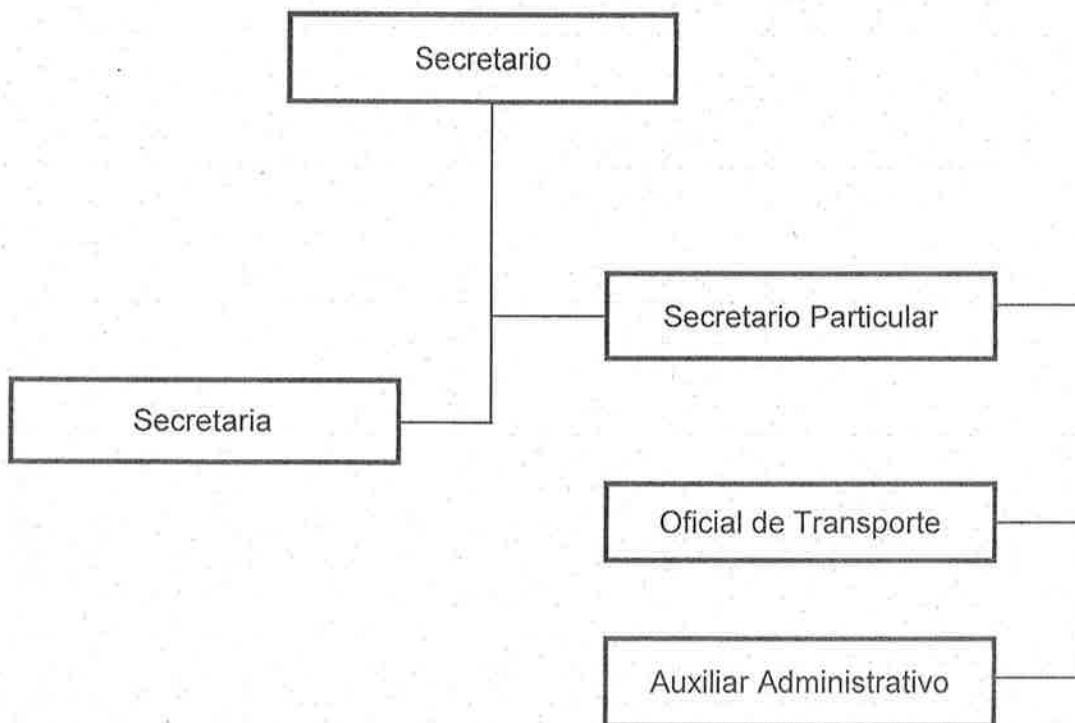 Secretario
Secretario Particular
Secretaria
Oficial de Transporte
Auxiliar Administrativo